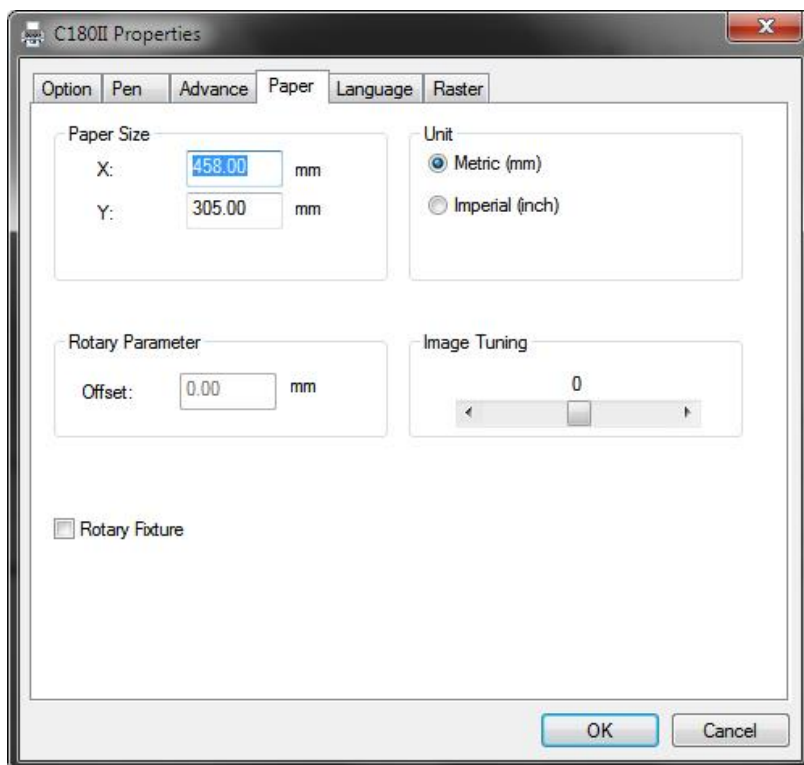 C180II Properties
Option Pen Advance Paper Language Raster
Paper Size
X: 458.00 mm
Y: 305.00 mm
Unit
Metric (mm)
Imperial (inch)
Rotary Parameter
Offset: 0.00 mm
Image Tuning
0
Rotary Fixture
OK Cancel